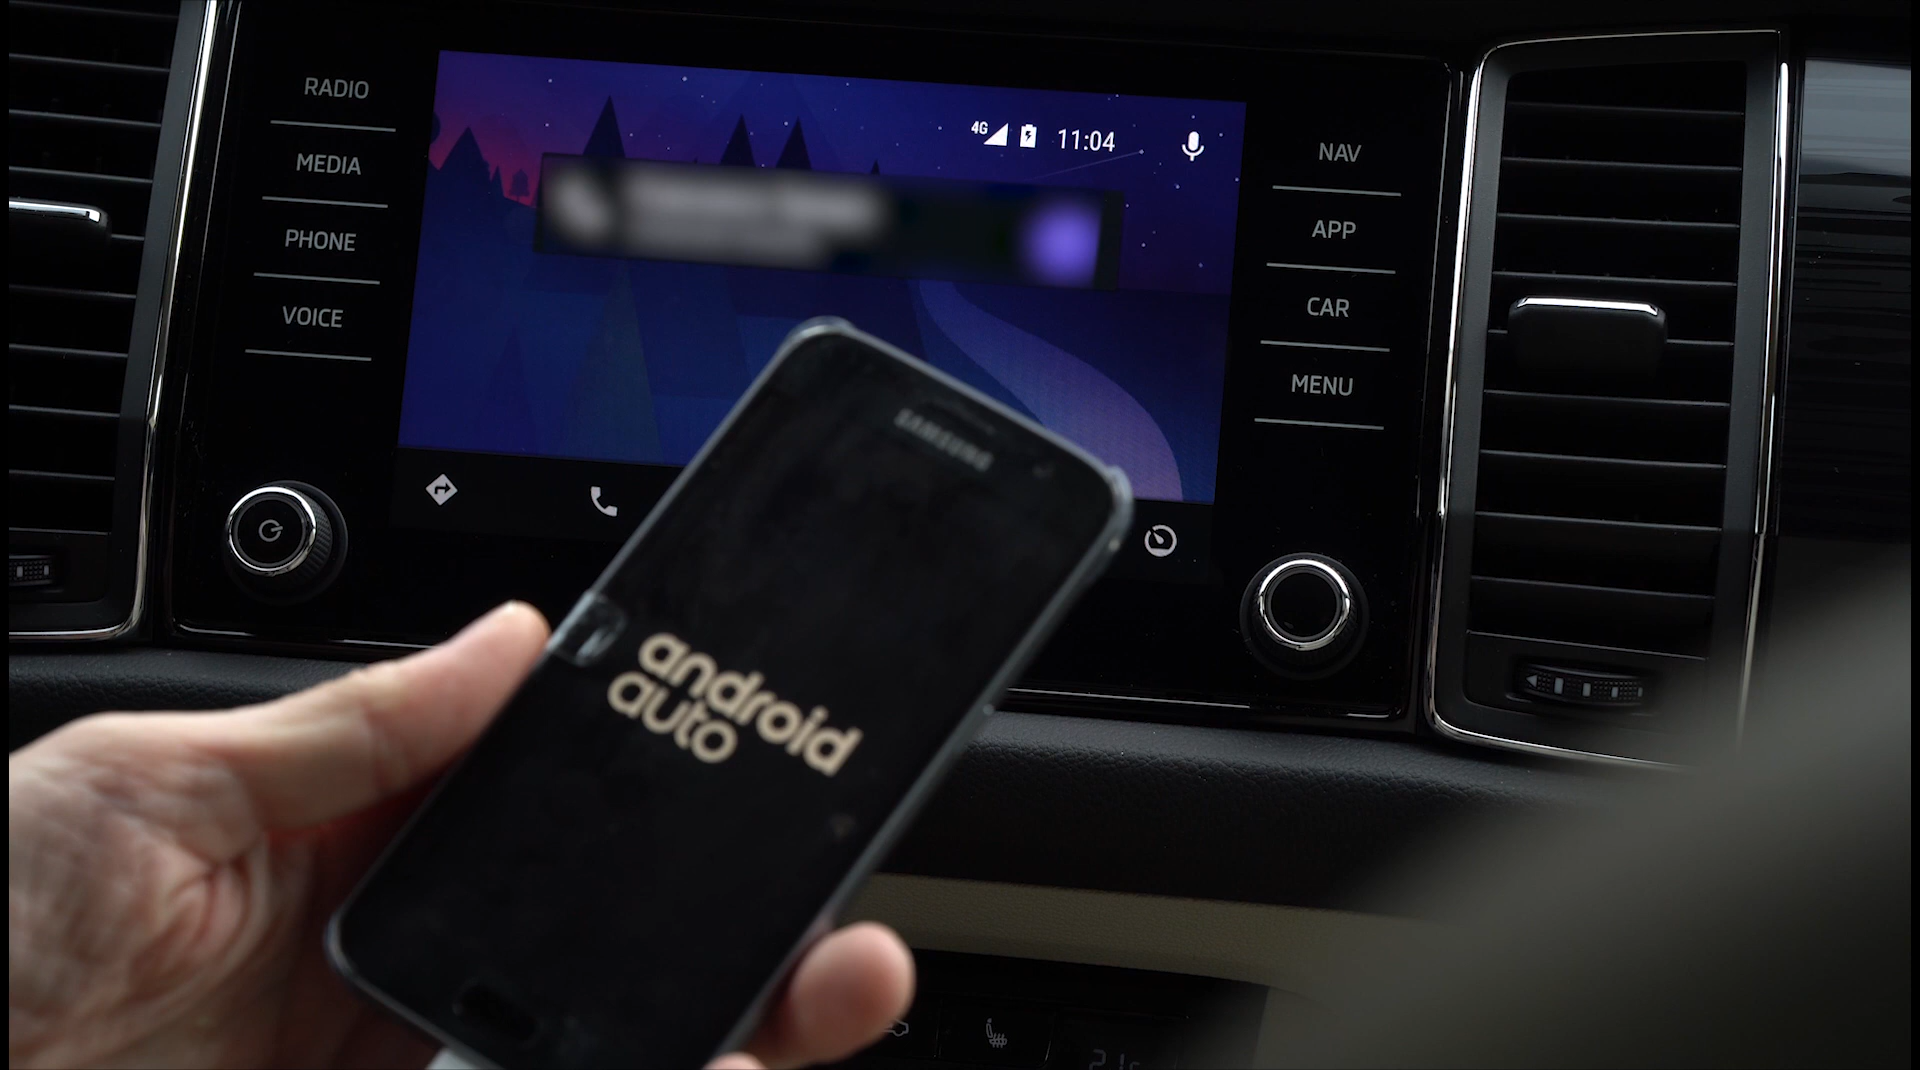 RADIO
MEDIA
PHONE
VOICE
4G 11:04
NAV
APP
CAR
MENU
SAMSUNG
android
auto